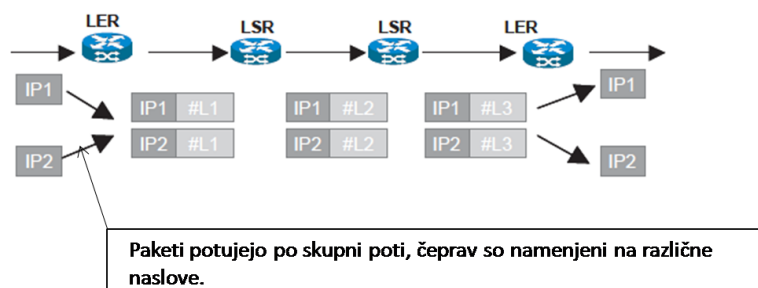 LER LSR LSR LER
IP1 IP1
IP1 #L1 IP1 #L2 IP1 #L3
IP2 #L1 IP2 #L2 IP2 #L3
IP2 IP2
Paketi potujejo po skupni poti, čeprav so namenjeni na različne
naslove.